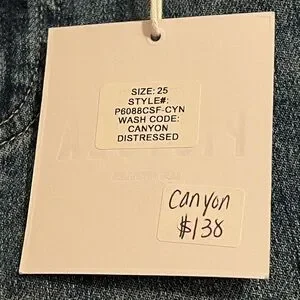 SIZE: 25
STYLE#:
P6088CSF-CYN
WASH CODE:
CANYON
DISTRESSED
Canyon
$138